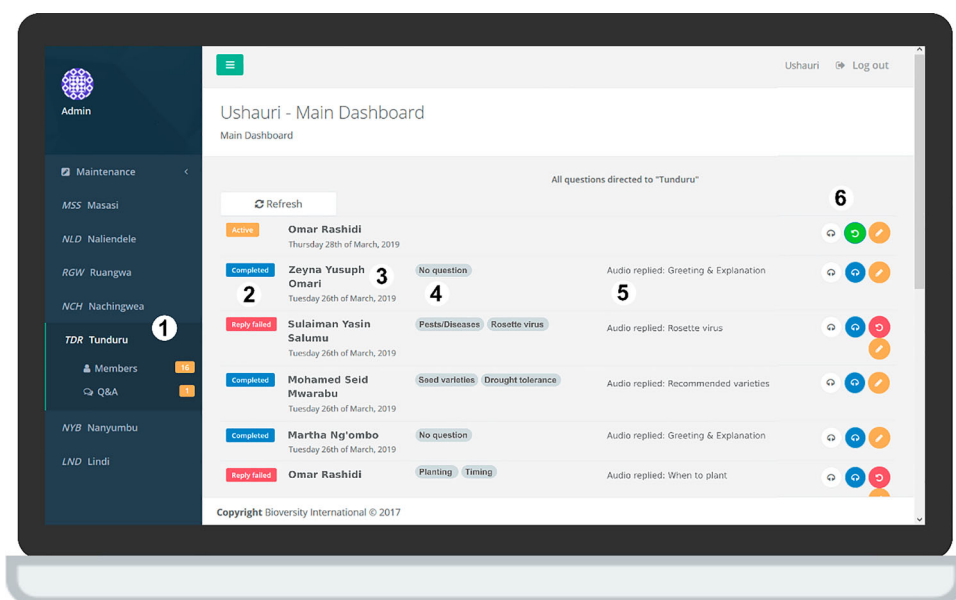 Ushauri Log out
Admin
Ushauri - Main Dashboard
Main Dashboard
Maintenance
MSS Masasi
NLD Naliendele
RGW Ruangwa
NCH Nachingwea
1
TDR Tunduru
Members 16
Q&A 1
NYB Nanyumbu
LND Lindi
All questions directed to "Tunduru"
6
Refresh
Active Omar Rashidi
Thursday 28th of March, 2019
Completed Zeyna Yusuph Omari No question Audio replied: Greeting & Explanation
2 3 4 5
Tuesday 26th of March, 2019
Reply failed Sulaiman Yasin Salumu Pests/Diseases Rosette virus Audio replied: Rosette virus
Tuesday 26th of March, 2019
Completed Mohamed Seid Mwarabu Seed varieties Drought tolerance Audio replied: Recommended varieties
Tuesday 26th of March, 2019
Completed Martha Ng'ombo No question Audio replied: Greeting & Explanation
Tuesday 26th of March, 2019
Reply failed Omar Rashidi Planting Timing Audio replied: When to plant
Copyright Bioversity International © 2017